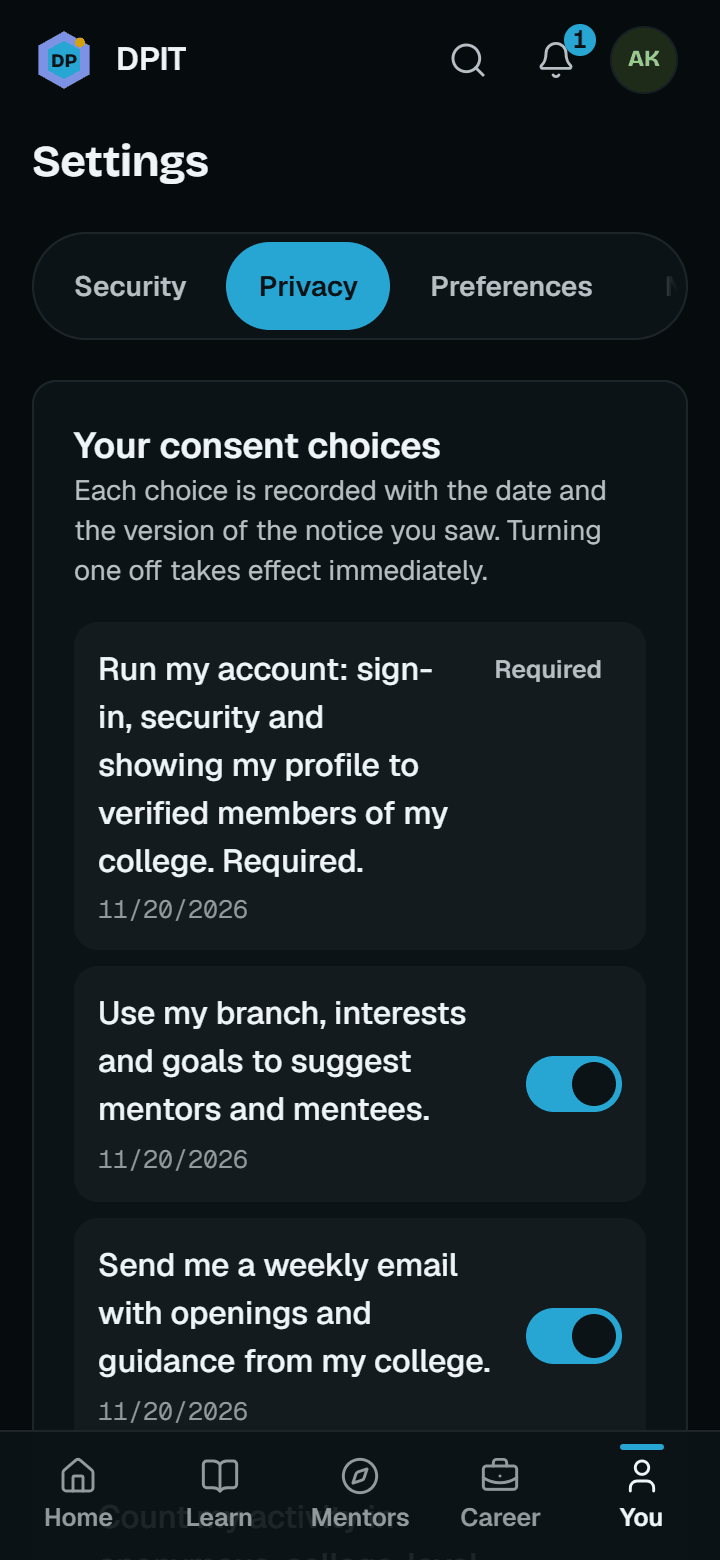 DP
DPIT
1
AK
Settings
Security
Privacy
Preferences
Your consent choices
Each choice is recorded with the date and
the version of the notice you saw. Turning
one off takes effect immediately.
Run my account: sign-
in, security and
showing my profile to
verified members of my
college. Required.
Required
11/20/2026
Use my branch, interests
and goals to suggest
mentors and mentees.
11/20/2026
Send me a weekly email
with openings and
guidance from my college.
11/20/2026
Count my activity in
Home
Learn
Mentors
Career
You